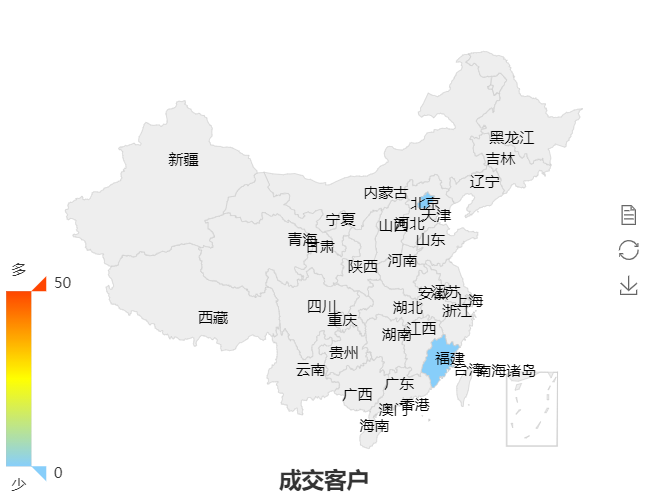 黑龙江
吉林
新疆
辽宁
内蒙古
北京
天津
宁夏
山西
河北
青海
甘肃
山东
陕西
河南
多
50
安徽
江苏
上海
四川
湖北
浙江
西藏
重庆
湖南
江西
贵州
福建
云南
台湾
南海诸岛
广东
广西
澳门
香港
海南
0
少
成交客户